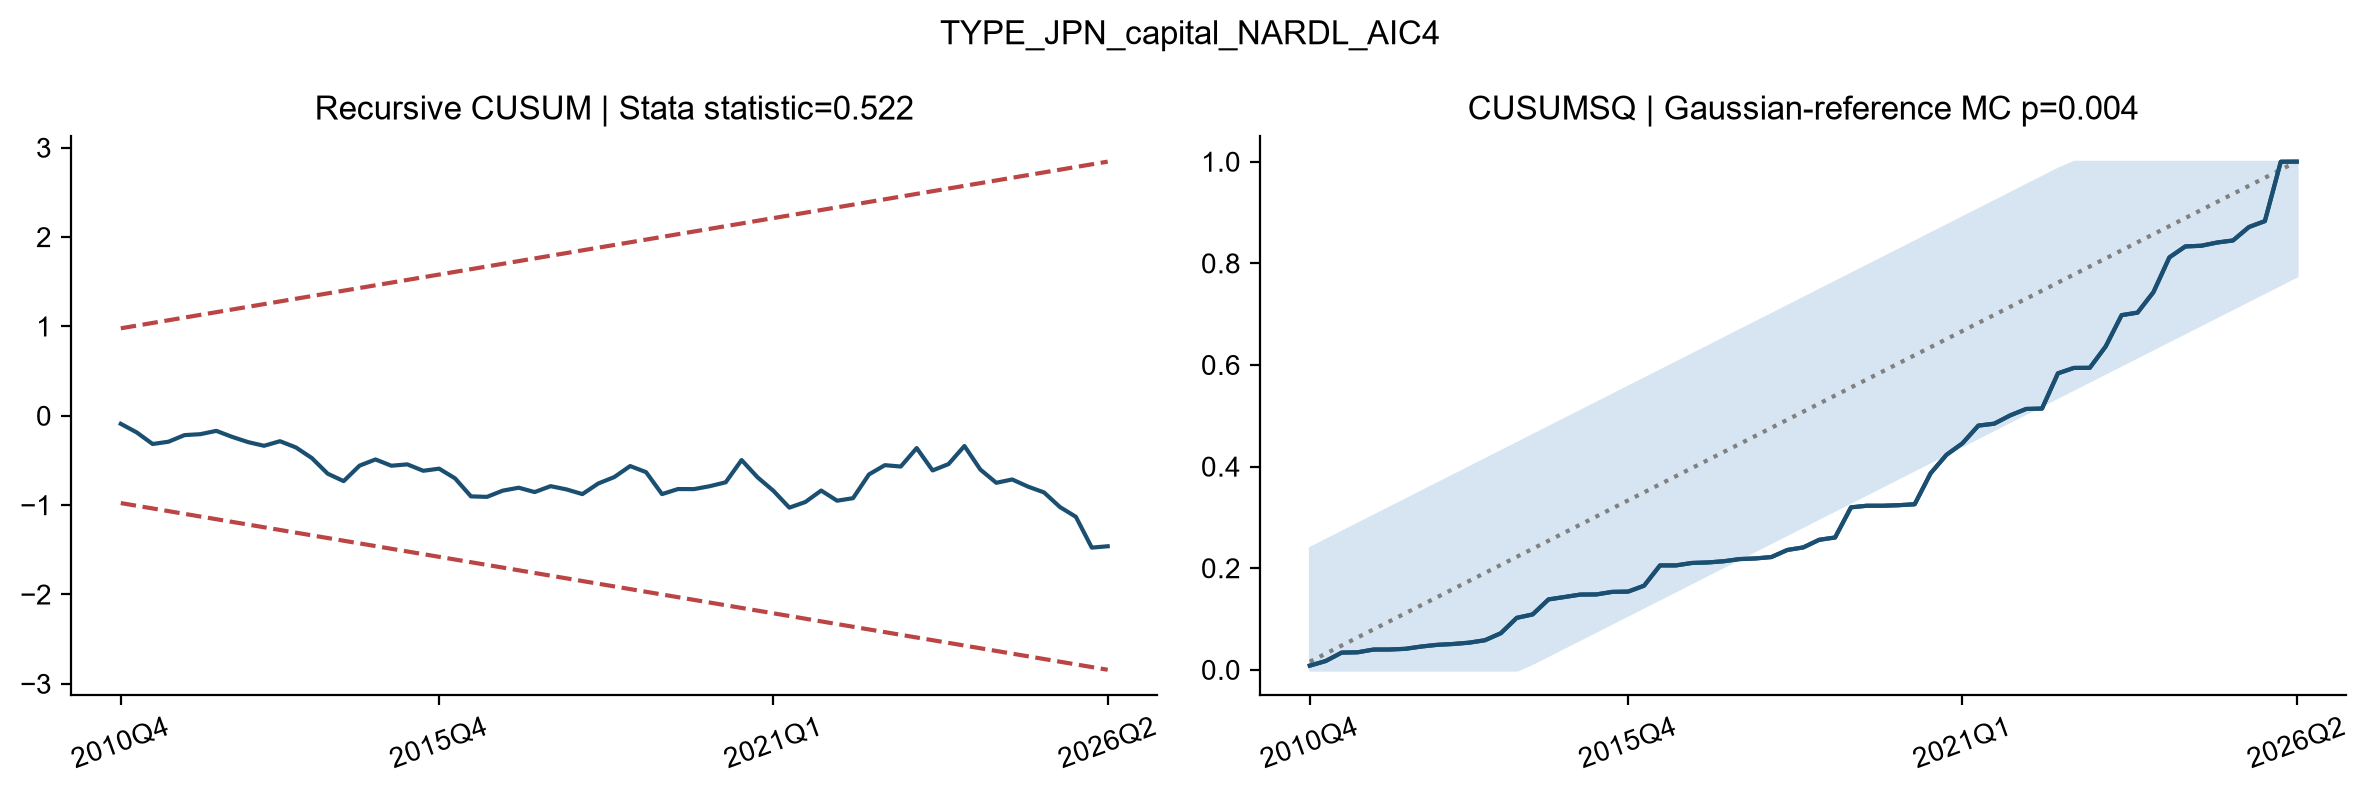 TYPE_JPN_capital_NARDL_AIC4
Recursive CUSUM | Stata statistic=0.522
3
2
1
0
−1
−2
−3
2010Q4
2015Q4
2021Q1
2026Q2
CUSUMSQ | Gaussian-reference MC p=0.004
1.0
0.8
0.6
0.4
0.2
0.0
2010Q4
2015Q4
2021Q1
2026Q2